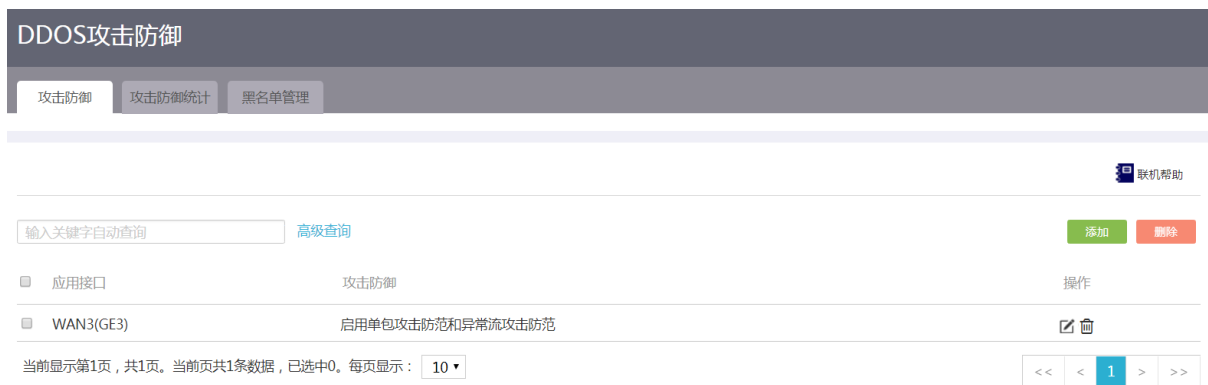 DDOS攻击防御
攻击防御 攻击防御统计 黑名单管理
联机帮助
输入关键字自动查询 高级查询 添加 删除
应用接口 攻击防御 操作
WAN3(GE3) 启用单包攻击防范和异常流攻击防范
当前显示第1页，共1页。当前页共1条数据，已选中0。每页显示： 10
<< < 1 > >>